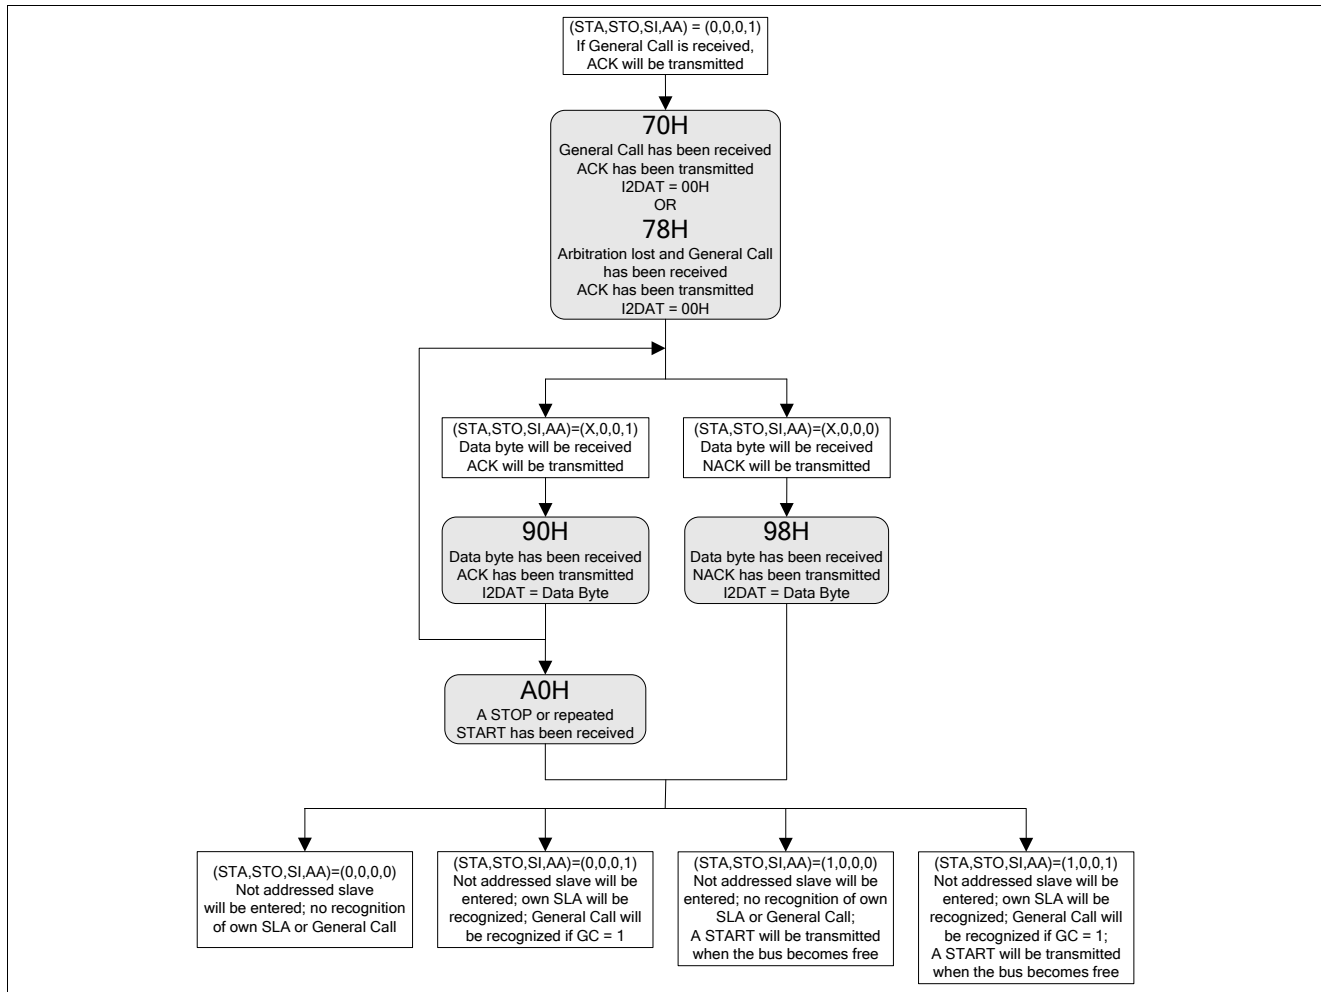 (STA,STO,SI,AA) = (0,0,0,1)
If General Call is received,
ACK will be transmitted
70H
General Call has been received
ACK has been transmitted
I2DAT = 00H
OR
78H
Arbitration lost and General Call
has been received
ACK has been transmitted
I2DAT = 00H
(STA,STO,SI,AA)=(X,0,0,1)
Data byte will be received
ACK will be transmitted
(STA,STO,SI,AA)=(X,0,0,0)
Data byte will be received
NACK will be transmitted
90H
Data byte has been received
ACK has been transmitted
I2DAT = Data Byte
98H
Data byte has been received
NACK has been transmitted
I2DAT = Data Byte
A0H
A STOP or repeated
START has been received
(STA,STO,SI,AA)=(0,0,0,0)
Not addressed slave
will be entered; no recognition
of own SLA or General Call
(STA,STO,SI,AA)=(0,0,0,1)
Not addressed slave will be
entered; own SLA will be
recognized; General Call will
be recognized if GC = 1
(STA,STO,SI,AA)=(1,0,0,0)
Not addressed slave will be
entered; no recognition of own
SLA or General Call;
A START will be transmitted
when the bus becomes free
(STA,STO,SI,AA)=(1,0,0,1)
Not addressed slave will be
entered; own SLA will be
recognized; General Call will
be recognized if GC = 1;
A START will be transmitted
when the bus becomes free